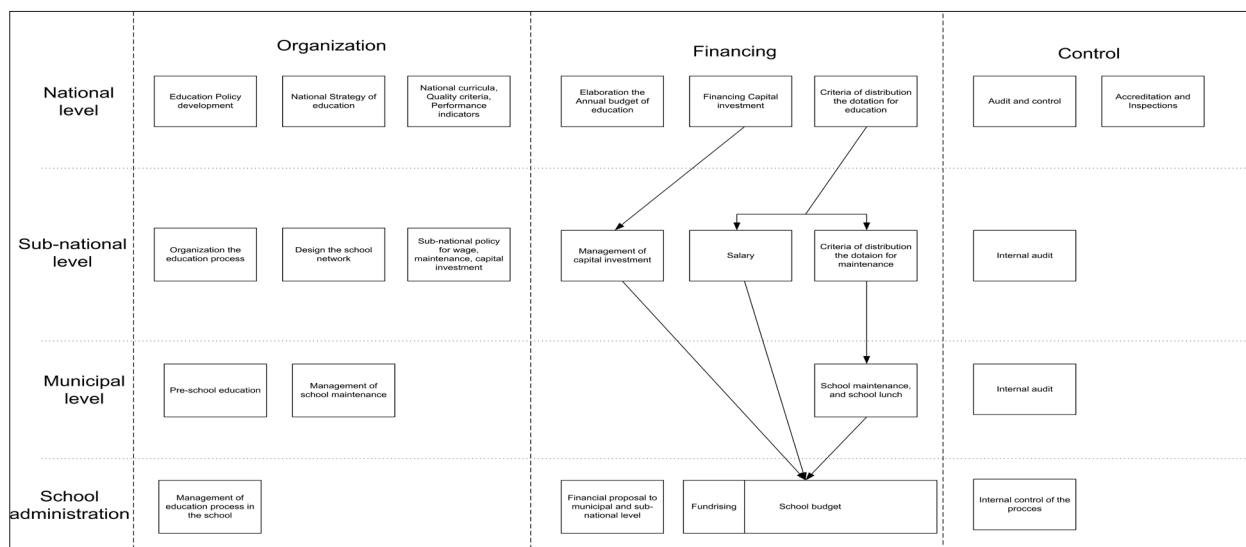 Organization
Financing
Control
National
level
Education Policy
development
National Strategy of
education
National curricula,
Quality criteria,
Performance
indicators
Elaboration the
Annual budget of
education
Financing Capital
investment
Criteria of distribution
the dotation for
education
Audit and control
Accreditation and
Inspections
Sub-national
level
Organization the
education process
Design the school
network
Sub-national policy
for wage,
maintenance, capital
investment
Management of
capital investment
Salary
Criteria of distribution
the dotaion for
maintenance
Internal audit
Municipal
level
Pre-school education
Management of
school maintenance
School maintenance,
and school lunch
Internal audit
School
administration
Management of
education process in
the school
Financial proposal to
municipal and sub-
national level
Fundrising
School budget
Internal control of the
procces